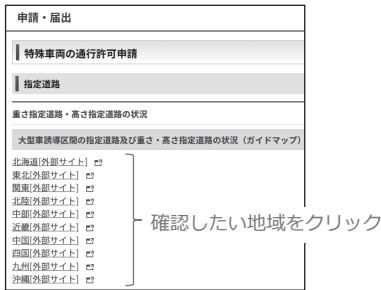 申請・届出
特殊車両の通行許可申請
指定道路
重さ指定道路・高さ指定道路の状況
大型車誘導区間の指定道路及び重さ・高さ指定道路の状況（ガイドマップ）
北海道[外部サイト]
東北[外部サイト]
関東[外部サイト]
北陸[外部サイト]
中部[外部サイト]
近畿[外部サイト]
中国[外部サイト]
四国[外部サイト]
九州[外部サイト]
沖縄[外部サイト]
確認したい地域をクリック